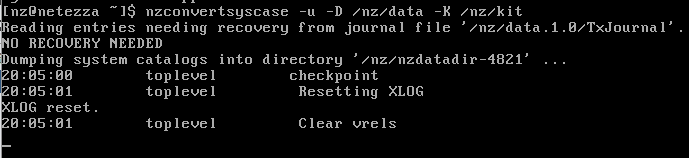 [nz@netezza ~]$ nzconvertsyscase -u -D /nz/data -K /nz/kit
Reading entries needing recovery from journal file '/nz/data.1.0/TxJournal'.
NO RECOVERY NEEDED
Dumping system catalogs into directory '/nz/nzdatadir-4821' ...
20:05:00 toplevel checkpoint
20:05:01 toplevel Resetting XLOG
XLOG reset.
20:05:01 toplevel Clear vrels